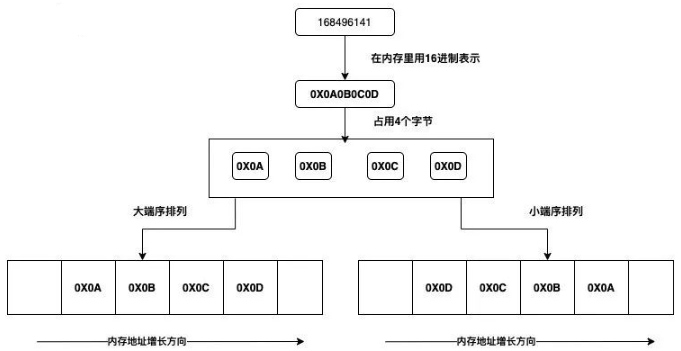 168496141
在内存里用16进制表示
0X0A0B0C0D
占用4个字节
0X0A 0X0B 0X0C 0X0D
大端序排列
小端序排列
0X0A 0X0B 0X0C 0X0D
0X0D 0X0C 0X0B 0X0A
内存地址增长方向
内存地址增长方向